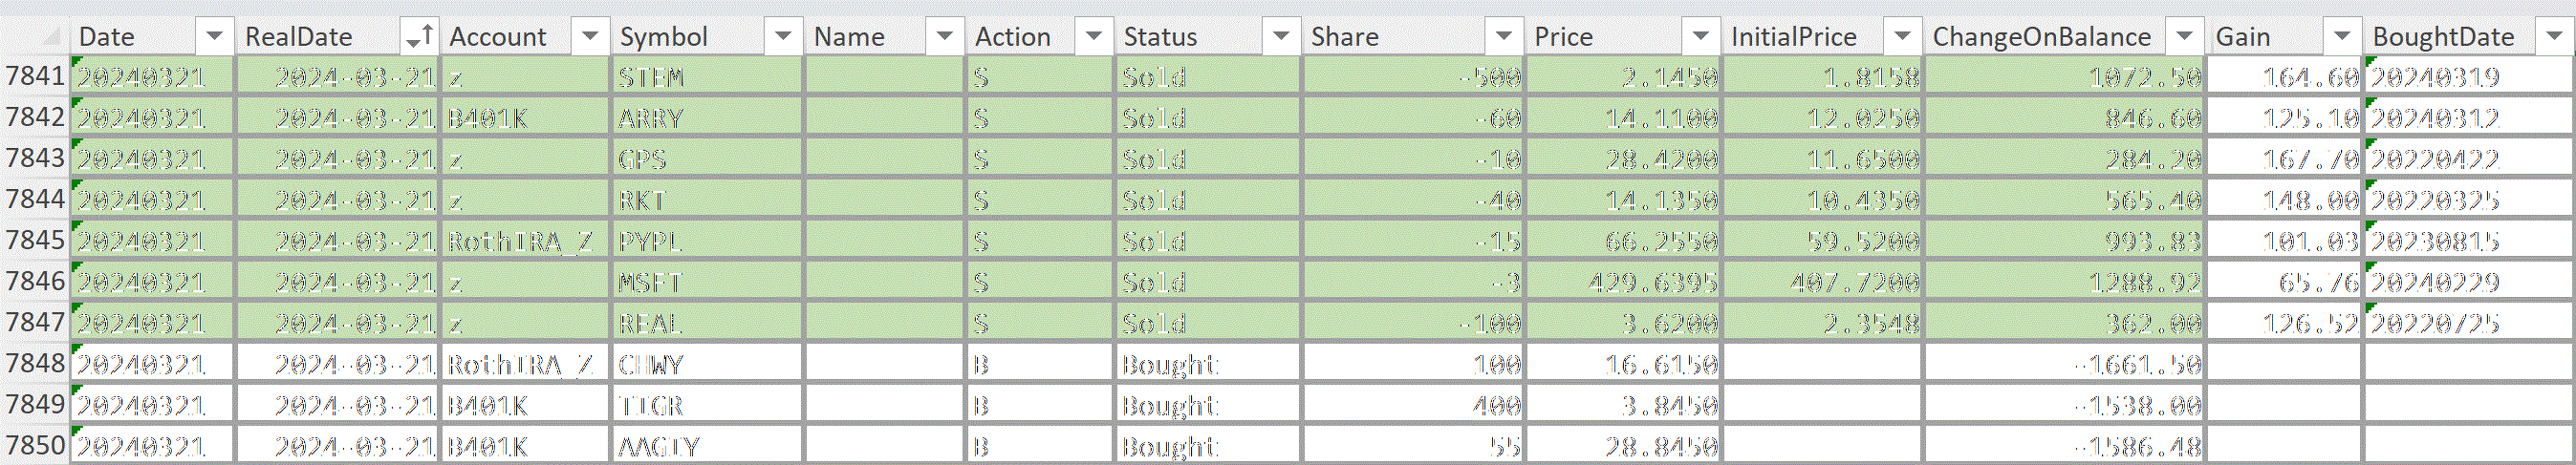 Date RealDate Account Symbol Name Action Status Share Price InitialPrice ChangeOnBalance Gain BoughtDate
7841 20240321 2024-03-21 z STEM S Sold -500 2.1450 1.8158 1072.50 164.60 20240319
7842 20240321 2024-03-21 B401K ARRY S Sold -60 14.1100 12.0250 846.60 125.10 20240312
7843 20240321 2024-03-21 z GPS S Sold -10 28.4200 11.6500 284.20 167.70 20220422
7844 20240321 2024-03-21 z RKT S Sold -40 14.1350 10.4350 565.40 148.00 20220325
7845 20240321 2024-03-21 RothIRA_Z PYPL S Sold -15 66.2550 59.5200 993.83 101.03 20230815
7846 20240321 2024-03-21 z MSFT S Sold -3 429.6395 407.7200 1288.92 65.76 20240229
7847 20240321 2024-03-21 z REAL S Sold -100 3.6200 2.3548 362.00 126.52 20220725
7848 20240321 2024-03-21 RothIRA_Z CHWY B Bought 100 16.6150 -1661.50
7849 20240321 2024-03-21 B401K TIGR B Bought 400 3.8450 -1538.00
7850 20240321 2024-03-21 B401K AAGIY B Bought 55 28.8450 -1586.48